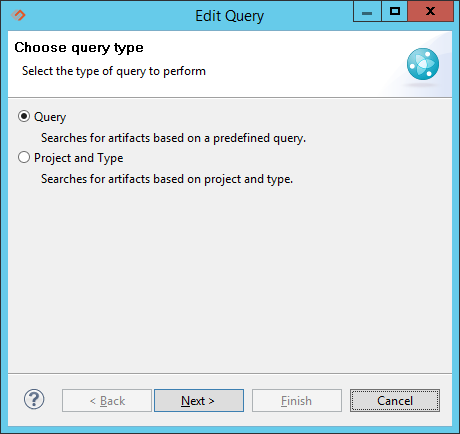 Edit Query
Choose query type
Select the type of query to perform
Query
Searches for artifacts based on a predefined query.
Project and Type
Searches for artifacts based on project and type.
?
< Back
Next >
Finish
Cancel